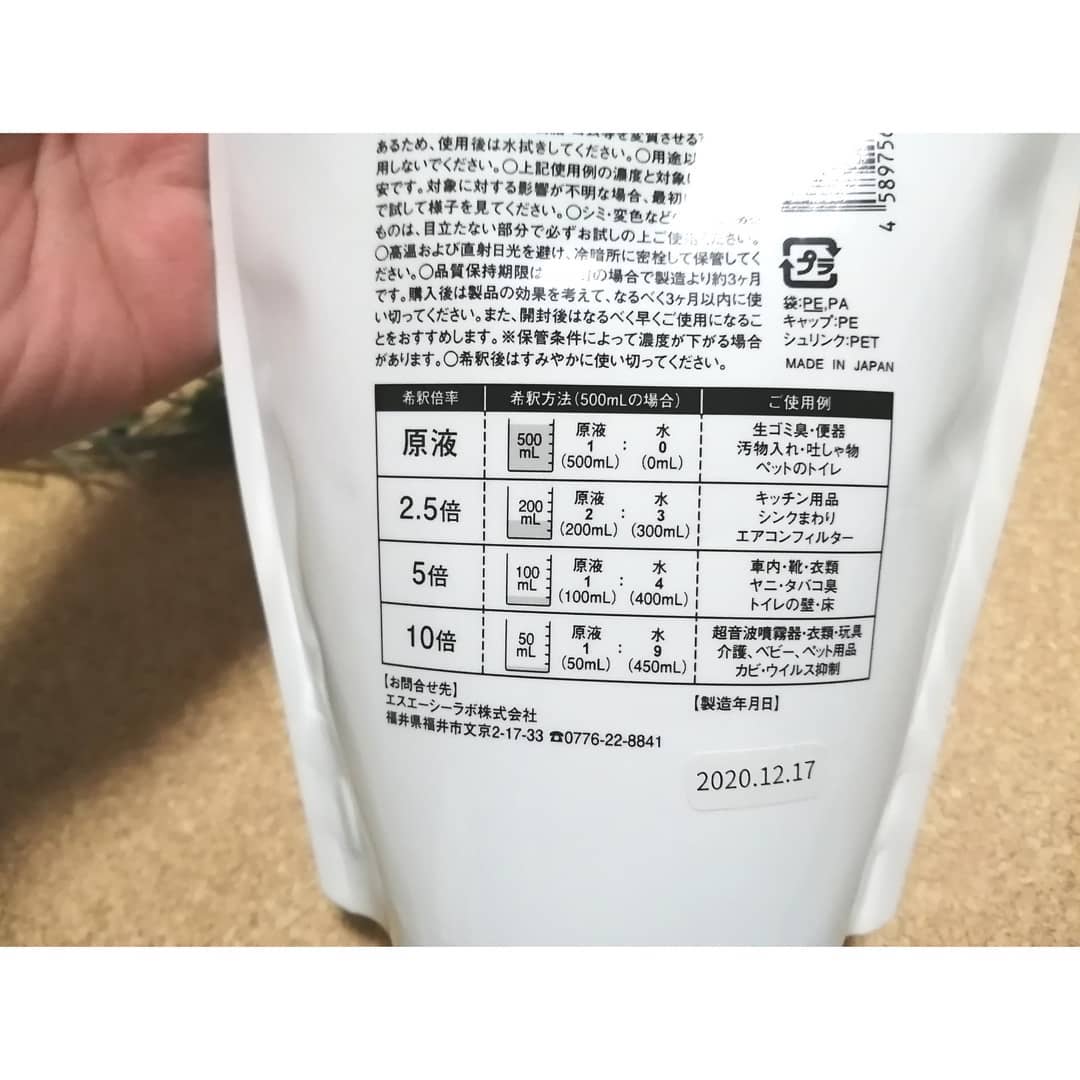 等を変質させる
あるため、使用後は水拭きしてください。○用途以
用しないでください。○上記使用例の濃度と対象
安です。対象に対する影響が不明な場合、最初
で試して様子を見てください。○シミ・変色など
ものは、目立たない部分で必ずお試しの上ご使用ください。
○高温および直射日光を避け、冷暗所に密栓して保管してく
ださい。○品質保持期限は の場合で製造より約3ヶ月
です。購入後は製品の効果を考えて、なるべく3ヶ月以内に使
い切ってください。また、開封後はなるべく早くご使用になるこ
とをおすすめします。※保管条件によって濃度が下がる場合
があります。○希釈後はすみやかに使い切ってください。
4 589756
プラ
袋:PE,PA
キャップ:PE
シュリンク:PET
MADE IN JAPAN
希釈倍率 希釈方法(500mLの場合) ご使用例
原液 500 mL 原液 1 (500mL) : 水 0 (0mL) 生ゴミ臭・便器
汚物入れ・吐しゃ物
ペットのトイレ
2.5倍 200 mL 原液 2 (200mL) : 水 3 (300mL) キッチン用品
シンクまわり
エアコンフィルター
5倍 100 mL 原液 1 (100mL) : 水 4 (400mL) 車内・靴・衣類
ヤニ・タバコ臭
トイレの壁・床
10倍 50 mL 原液 1 (50mL) : 水 9 (450mL) 超音波噴霧器・衣類・玩具
介護、ベビー、ペット用品
カビ・ウイルス抑制
【お問合せ先】
エスエーシーラボ株式会社
福井県福井市文京2-17-33 ☎0776-22-8841
【製造年月日】
2020.12.17